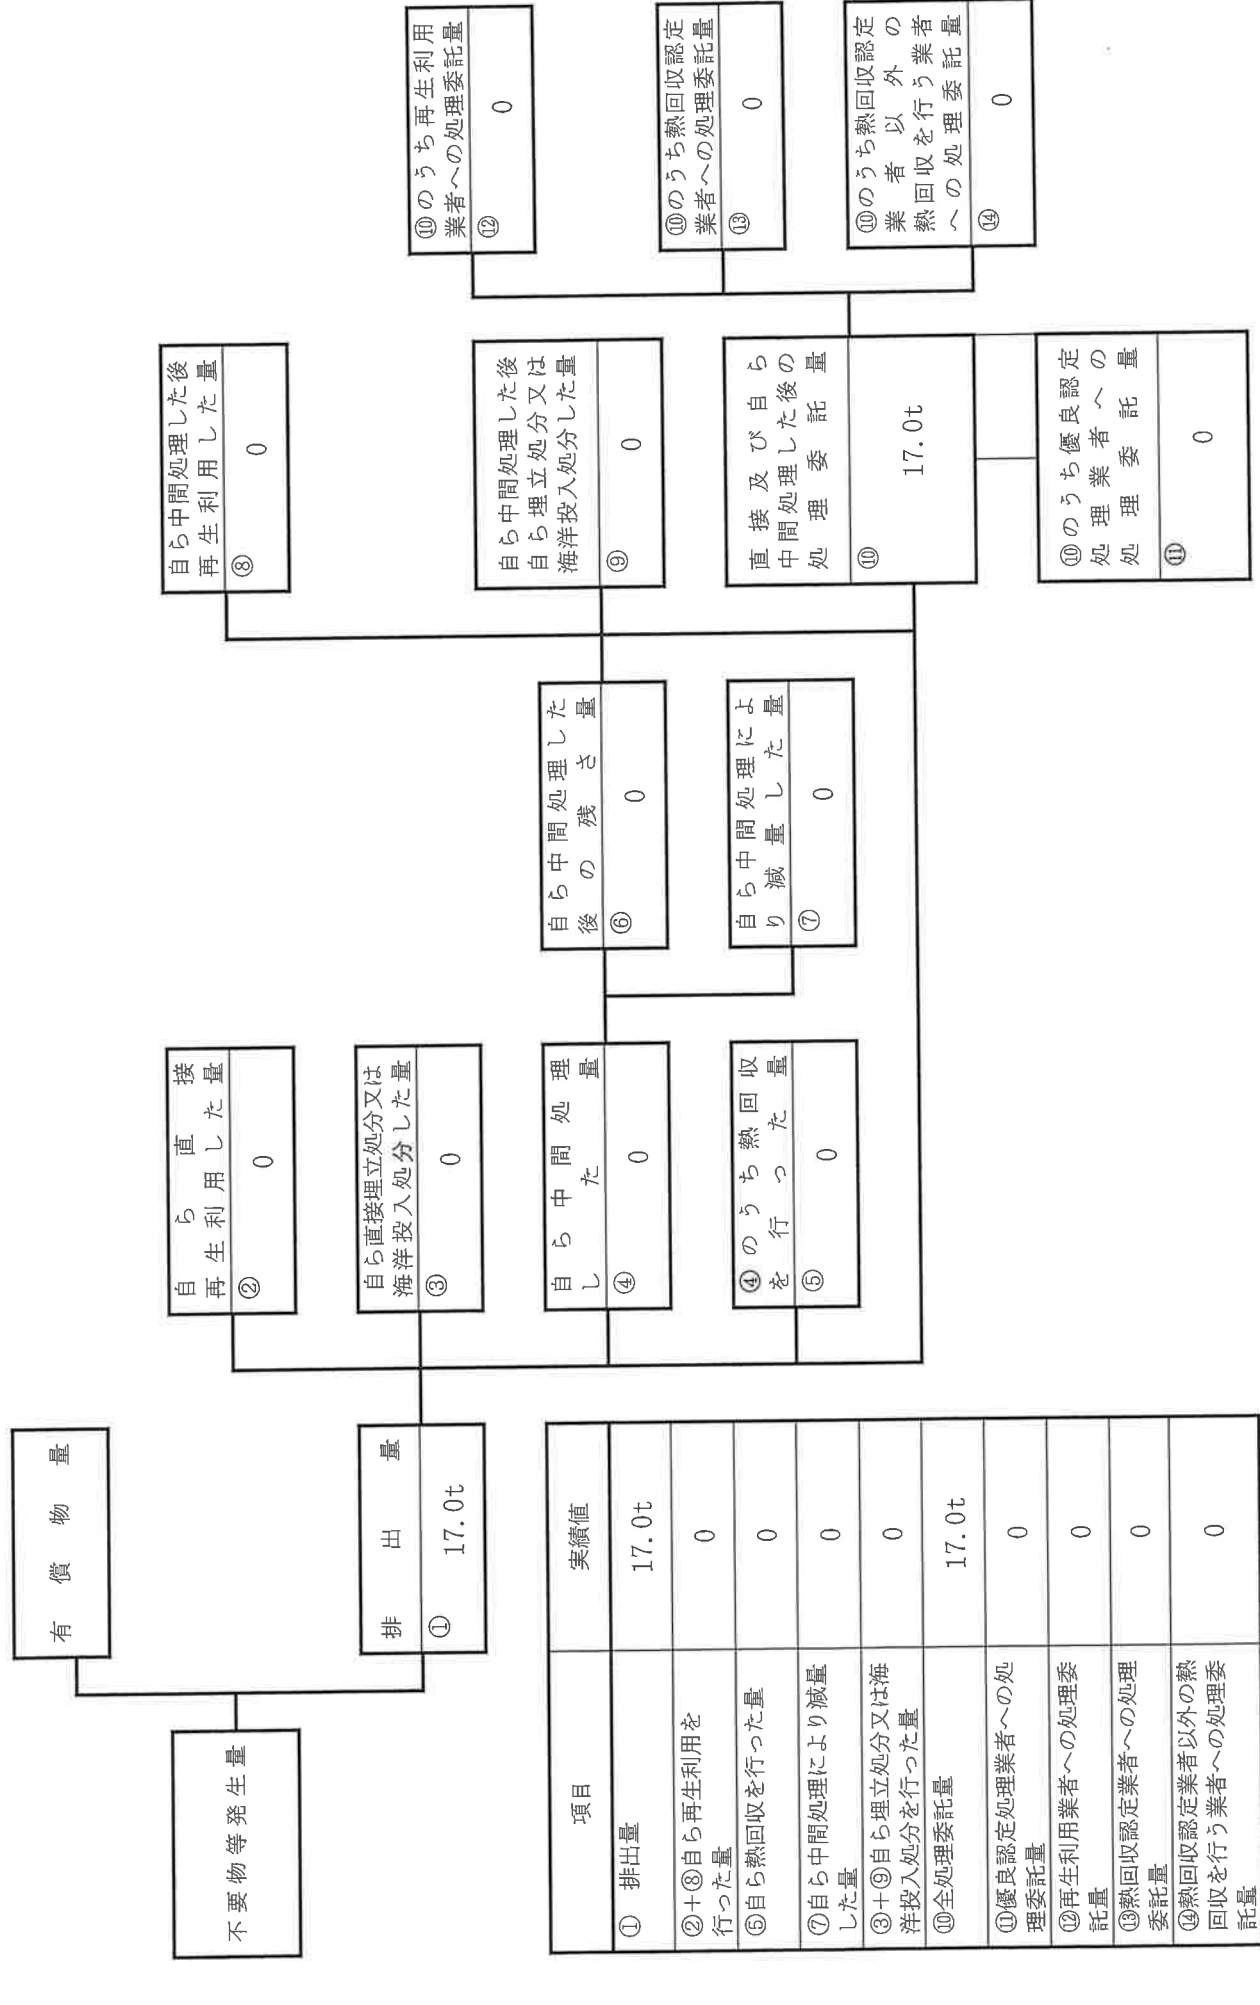 不要物等発生量
有償物量
排出量
① 17.0t
自ら直接
再生利用した量
② 0
自ら直接埋立処分又は
海洋投入処分した量
③ 0
自ら中間処理
した量
④ 0
④のうち熱回収
を行った量
⑤ 0
自ら中間処理した
後の残さ量
⑥ 0
自ら中間処理によ
り減量した量
⑦ 0
自ら中間処理した後
再生利用した量
⑧ 0
自ら中間処理した後
自ら埋立処分又は
海洋投入処分した量
⑨ 0
直接及び自ら
中間処理した後の
処理委託量
⑩ 17.0t
⑩のうち優良認定
処理業者への
処理委託量
⑪ 0
⑩のうち再生利用
業者への処理委託量
⑫ 0
⑩のうち熱回収認定
業者への処理委託量
⑬ 0
⑩のうち熱回収認定
業者以外の
熱回収を行う業者
への処理委託量
⑭ 0
項目 実績値
① 排出量 17.0t
②+⑧自ら再生利用を
行った量 0
⑤自ら熱回収を行った量 0
⑦自ら中間処理により減量
した量 0
③+⑨自ら埋立処分又は海
洋投入処分を行った量 0
⑩全処理委託量 17.0t
⑪優良認定処理業者への処
理委託量 0
⑫再生利用業者への処理委
託量 0
⑬熱回収認定業者への処理
委託量 0
⑭熱回収認定業者以外の熱
回収を行う業者への処理委
託量 0